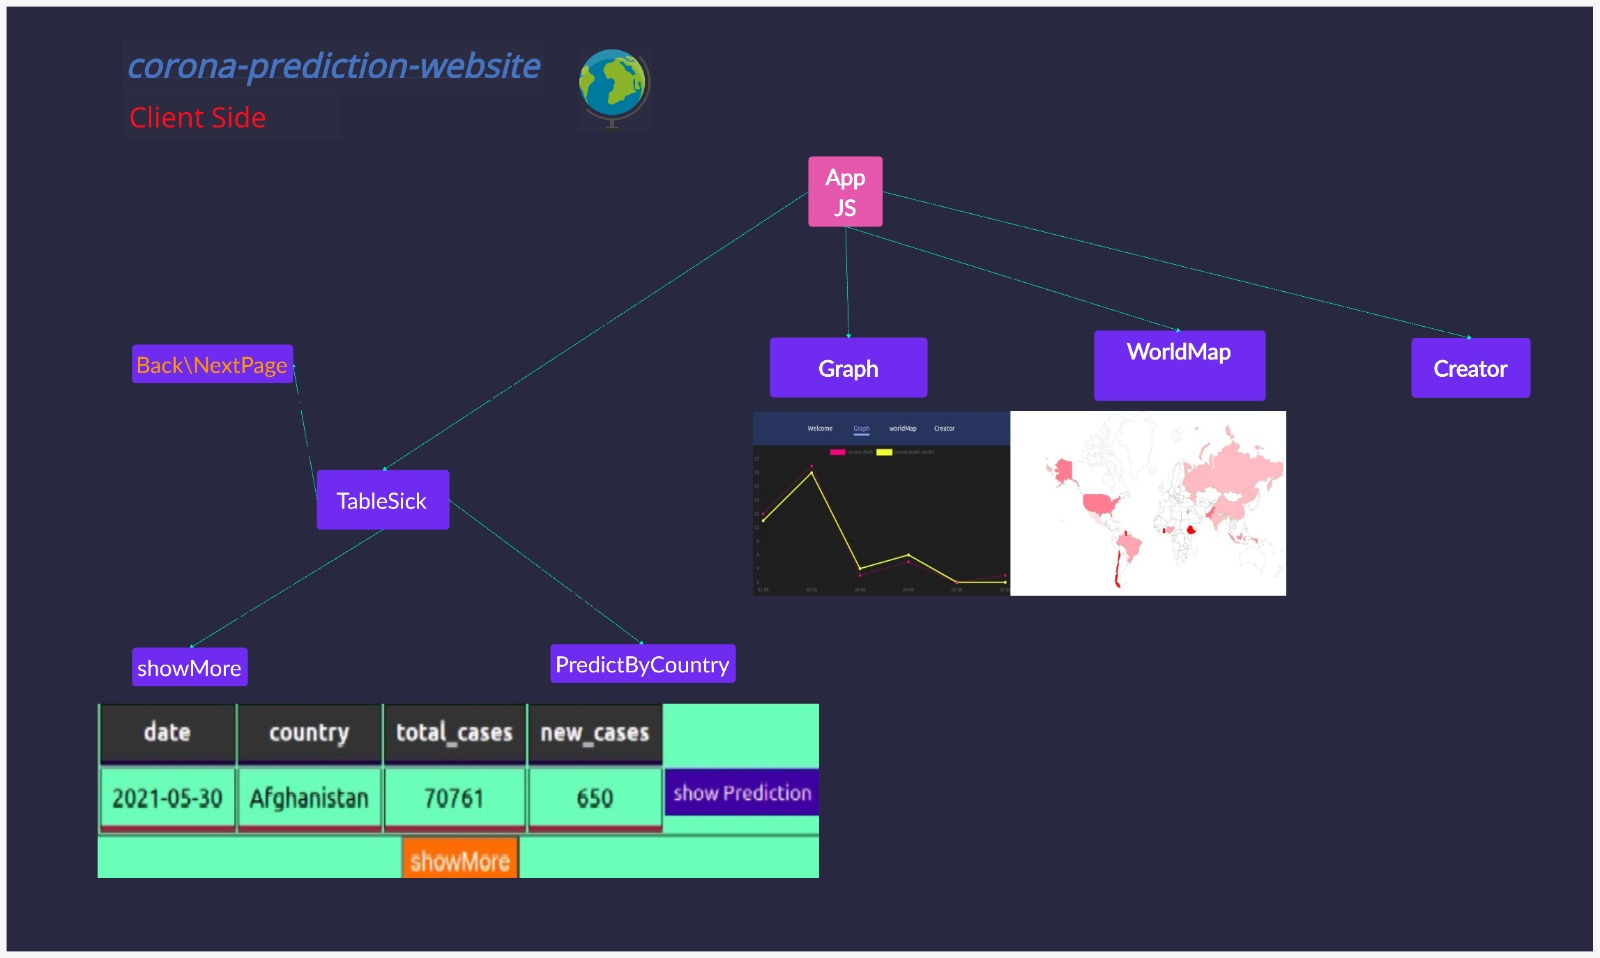 corona-prediction-website
Client Side
App
JS
Back\NextPage
Graph
WorldMap
Creator
Welcome Graph worldMap Creator
TableSick
showMore
PredictByCountry
date country total_cases new_cases
2021-05-30 Afghanistan 70761 650 show Prediction
showMore